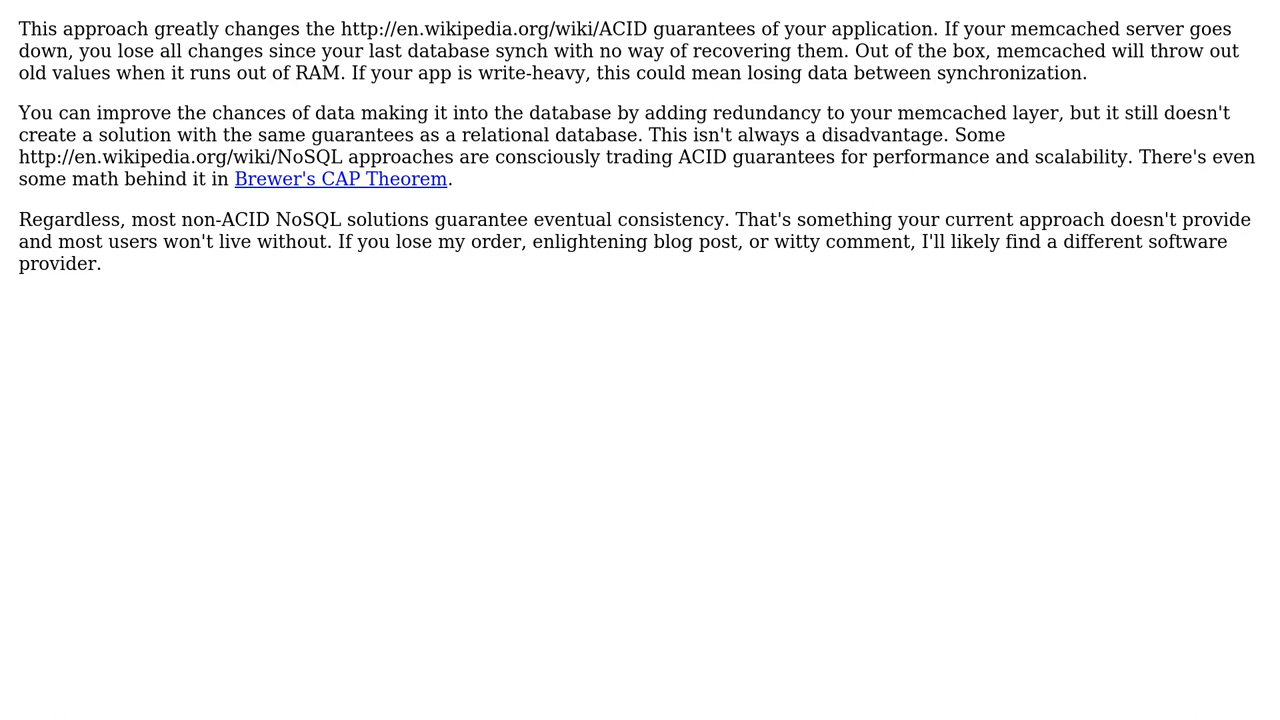 This approach greatly changes the http://en.wikipedia.org/wiki/ACID guarantees of your application. If your memcached server goes
down, you lose all changes since your last database synch with no way of recovering them. Out of the box, memcached will throw out
old values when it runs out of RAM. If your app is write-heavy, this could mean losing data between synchronization.
You can improve the chances of data making it into the database by adding redundancy to your memcached layer, but it still doesn't
create a solution with the same guarantees as a relational database. This isn't always a disadvantage. Some
http://en.wikipedia.org/wiki/NoSQL approaches are consciously trading ACID guarantees for performance and scalability. There's even
some math behind it in Brewer's CAP Theorem.
Regardless, most non-ACID NoSQL solutions guarantee eventual consistency. That's something your current approach doesn't provide
and most users won't live without. If you lose my order, enlightening blog post, or witty comment, I'll likely find a different software
provider.